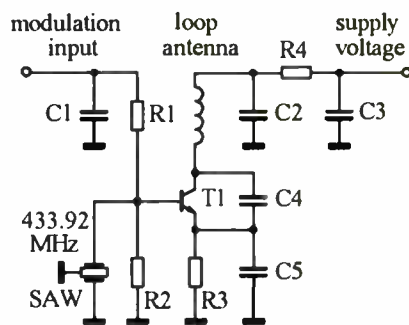 modulation
input
loop
antenna
supply
voltage
R4
C1
R1
C2
C3
T1
C4
433.92
MHz
SAW
R2
R3
C5